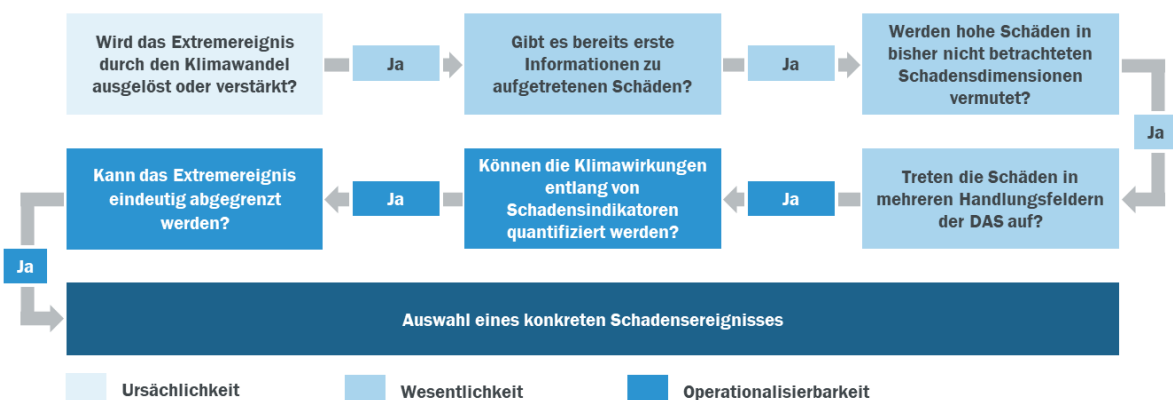 Wird das Extremereignis
durch den Klimawandel
ausgelöst oder verstärkt?
Ja
Gibt es bereits erste
Informationen zu
aufgetretenen Schäden?
Ja
Werden hohe Schäden in
bisher nicht betrachteten
Schadensdimensionen
vermutet?
Ja
Treten die Schäden in
mehreren Handlungsfeldern
der DAS auf?
Ja
Können die Klimawirkungen
entlang von
Schadensindikatoren
quantifiziert werden?
Ja
Kann das Extremereignis
eindeutig abgegrenzt
werden?
Ja
Auswahl eines konkreten Schadensereignisses
Ursächlichkeit
Wesentlichkeit
Operationalisierbarkeit